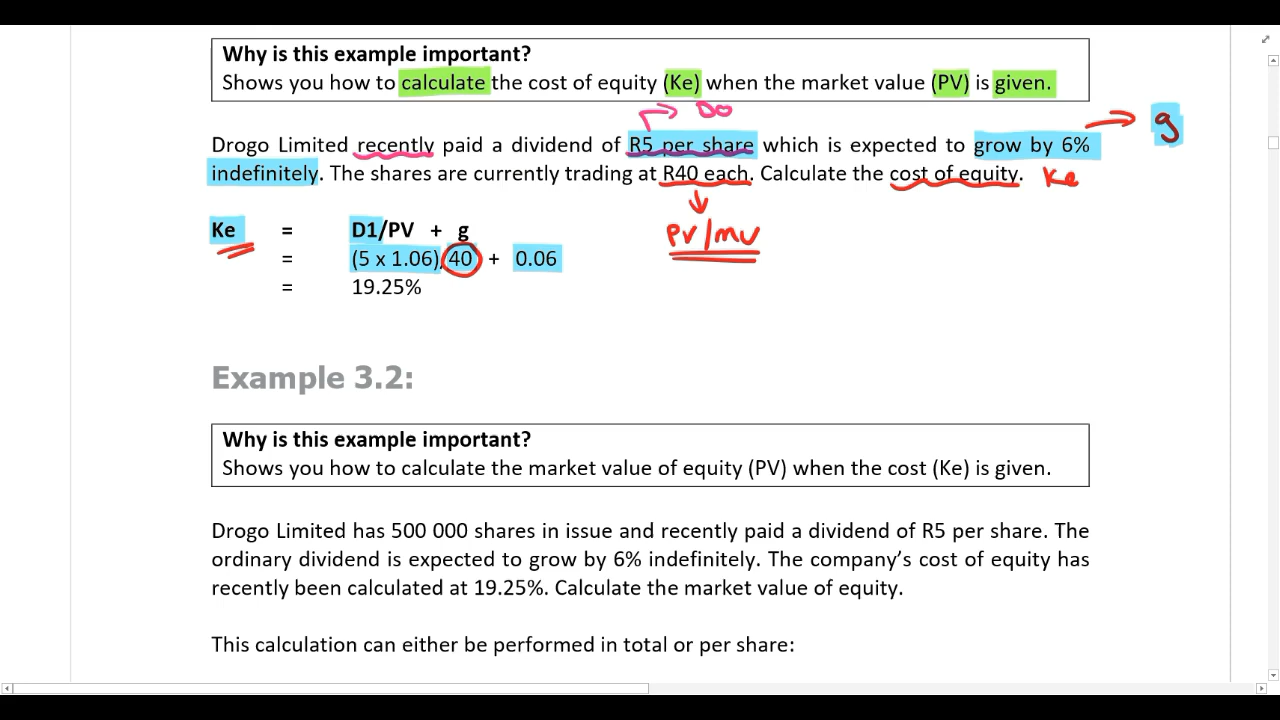 Why is this example important?
Shows you how to calculate the cost of equity (Ke) when the market value (PV) is given.
Do
g
Drogo Limited recently paid a dividend of R5 per share which is expected to grow by 6%
indefinitely. The shares are currently trading at R40 each. Calculate the cost of equity. Ke
Ke = D1/PV + g
PV/MV
= (5 x 1.06)/40 + 0.06
= 19.25%
Example 3.2:
Why is this example important?
Shows you how to calculate the market value of equity (PV) when the cost (Ke) is given.
Drogo Limited has 500 000 shares in issue and recently paid a dividend of R5 per share. The
ordinary dividend is expected to grow by 6% indefinitely. The company’s cost of equity has
recently been calculated at 19.25%. Calculate the market value of equity.
This calculation can either be performed in total or per share: